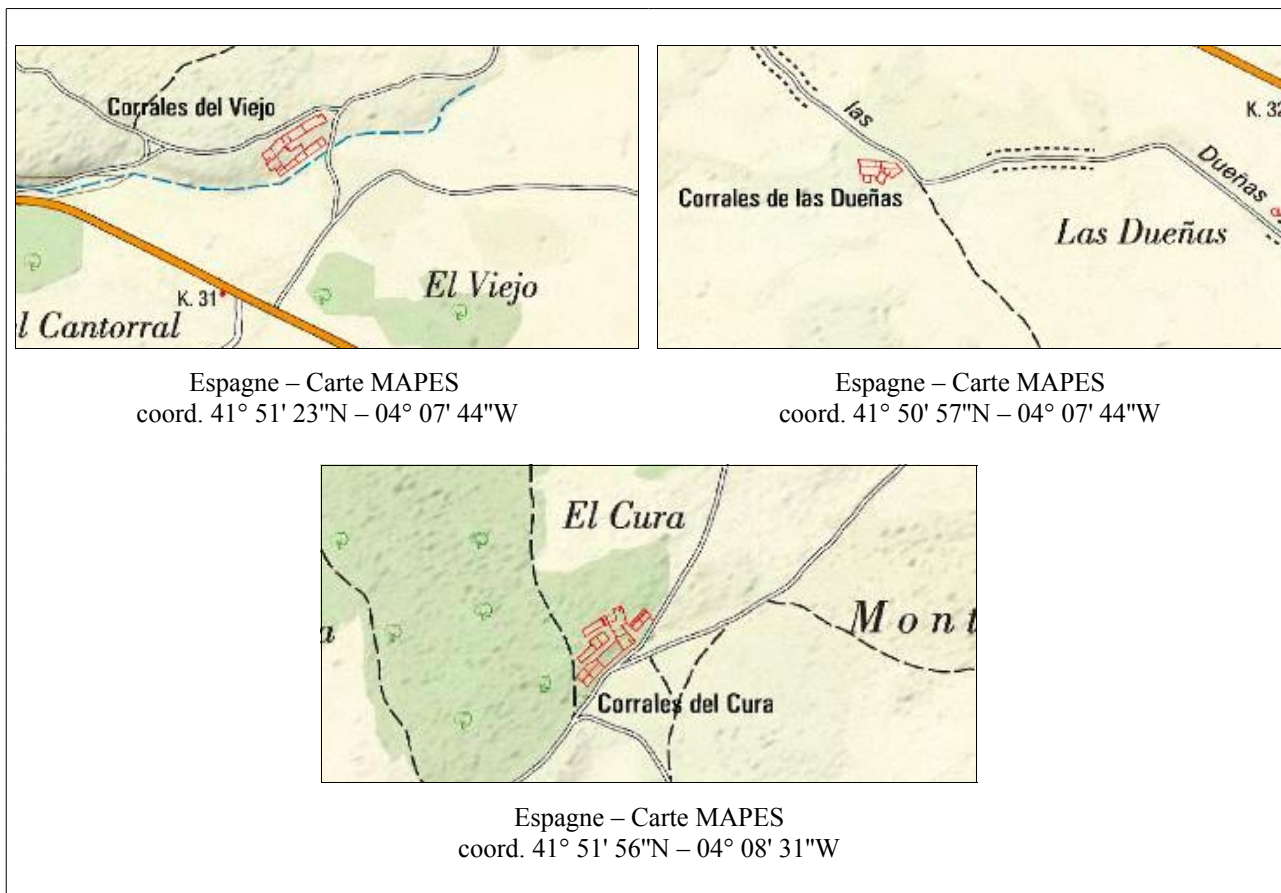 Corrales del Viejo
El Viejo
K. 31
l Cantorral
Espagne – Carte MAPES
coord. 41° 51' 23"N – 04° 07' 44"W
las
K. 32
Dueñas
Corrales de las Dueñas
Las Dueñas
Espagne – Carte MAPES
coord. 41° 50' 57"N – 04° 07' 44"W
El Cura
a
Mont
Corrales del Cura
Espagne – Carte MAPES
coord. 41° 51' 56"N – 04° 08' 31"W